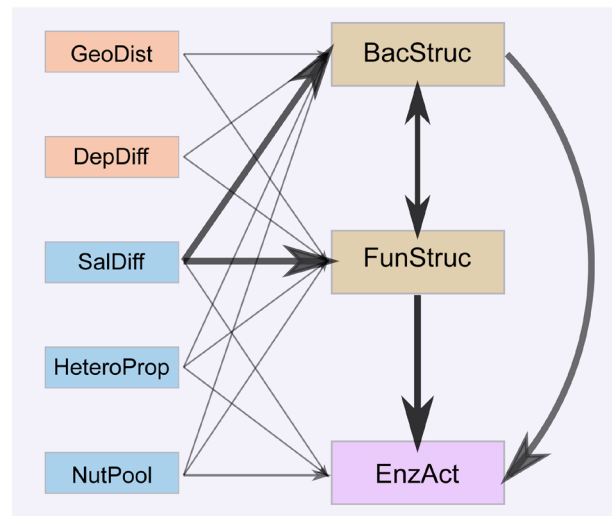 GeoDist
DepDiff
SalDiff
HeteroProp
NutPool
BacStruc
FunStruc
EnzAct